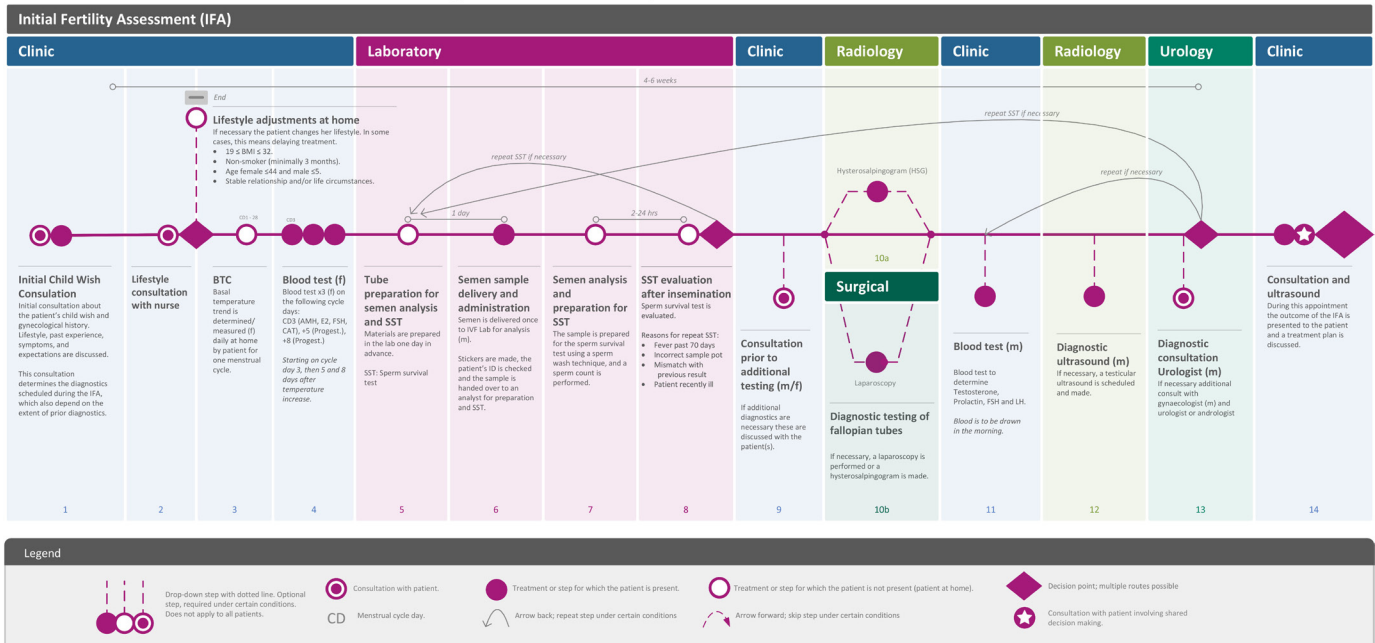 Initial Fertility Assessment (IFA)
Clinic
Laboratory
Clinic
Radiology
Clinic
Radiology
Urology
Clinic
4-6 weeks
End
Lifestyle adjustments at home
If necessary the patient changes her lifestyle. In some
cases, this means delaying treatment.
• 19 ≤ BMI ≤ 32.
• Non-smoker (minimally 3 months).
• Age female ≤44 and male ≤5.
• Stable relationship and/or life circumstances.
repeat SST if necessary
repeat SST if necessary
repeat if necessary
Hysterosalpingogram (HSG)
CD1 - 28
CD3
1 day
2-24 hrs
Initial Child Wish
Consulation
Initial consultation about
the patient's child wish and
gynecological history.
Lifestyle, past experience,
symptoms, and
expectations are discussed.
This consultation
determines the diagnostics
scheduled during the IFA,
which also depend on the
extent of prior diagnostics.
1
Lifestyle
consultation
with nurse
2
BTC
Basal
temperature
trend is
determined/
measured (f)
daily at home
by patient for
one menstrual
cycle.
3
Blood test (f)
Blood test x3 (f) on
the following cycle
days:
CD3 (AMH, E2, FSH,
CAT), +5 (Progest.),
+8 (Progest.)
Starting on cycle
day 3, then 5 and 8
days after
temperature
increase.
4
Tube
preparation for
semen analysis
and SST
Materials are prepared
in the lab one day in
advance.
SST: Sperm survival
test
5
Semen sample
delivery and
administration
Semen is delivered once
to IVF Lab for analysis
(m).
Stickers are made, the
patient's ID is checked
and the sample is
handed over to an
analyst for preparation
and SST.
6
Semen analysis
and
preparation for
SST
The sample is prepared
for the sperm survival
test using a sperm
wash technique, and a
sperm count is
performed.
7
SST evaluation
after insemination
Sperm survival test is
evaluated.
Reasons for repeat SST:
• Fever past 70 days
• Incorrect sample pot
• Mismatch with
previous result
• Patient recently ill
8
Consultation
prior to
additional
testing (m/f)
If additional
diagnostics are
necessary these are
discussed with the
patient(s).
9
10a
Surgical
Laparoscopy
Diagnostic testing of
fallopian tubes
If necessary, a laparoscopy is
performed or a
hysterosalpingogram is made.
10b
Blood test (m)
Blood test to
determine
Testosterone,
Prolactin, FSH and LH.
Blood is to be drawn
in the morning.
11
Diagnostic
ultrasound (m)
If necessary, a testicular
ultrasound is scheduled
and made.
12
Diagnostic
consultation
Urologist (m)
If necessary additional
consult with
gynaecologist (m) and
urologist or andrologist
13
Consultation and
ultrasound
During this appointment
the outcome of the IFA is
presented to the patient
and a treatment plan is
discussed.
14
Legend
Drop-down step with dotted line. Optional
step, required under certain conditions.
Does not apply to all patients.
Consultation with patient.
CD Menstrual cycle day.
Treatment or step for which the patient is present.
Arrow back; repeat step under certain conditions
Treatment or step for which the patient is not present (patient at home).
Arrow forward; skip step under certain conditions
Decision point; multiple routes possible
Consultation with patient involving shared
decision making.